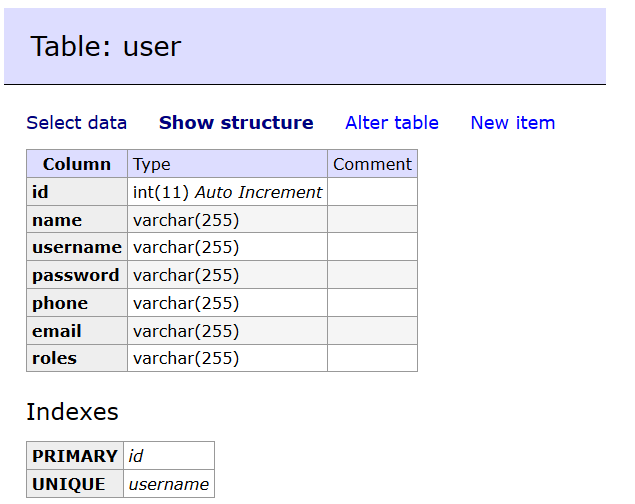 Table: user
Select data Show structure Alter table New item
Column Type Comment
id int(11) Auto Increment
name varchar(255)
username varchar(255)
password varchar(255)
phone varchar(255)
email varchar(255)
roles varchar(255)
Indexes
PRIMARY id
UNIQUE username